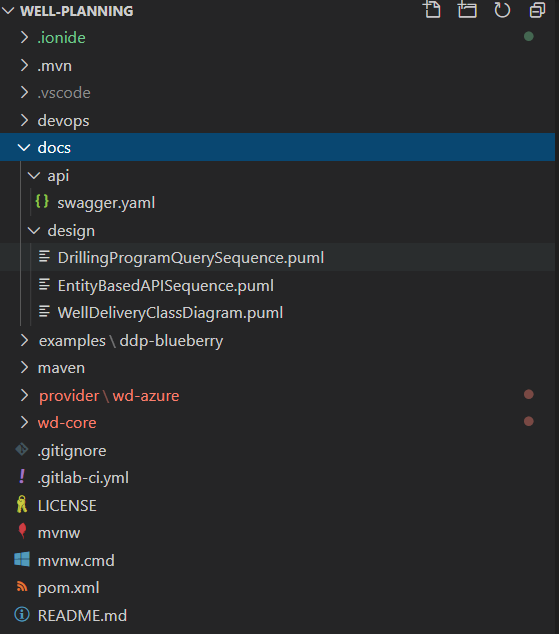 WELL-PLANNING
.ionide
.mvn
.vscode
devops
docs
api
swagger.yaml
design
DrillingProgramQuerySequence.puml
EntityBasedAPISequence.puml
WellDeliveryClassDiagram.puml
examples\ddp-blueberry
maven
provider\wd-azure
wd-core
.gitignore
.gitlab-ci.yml
LICENSE
mvnw
mvnw.cmd
pom.xml
README.md